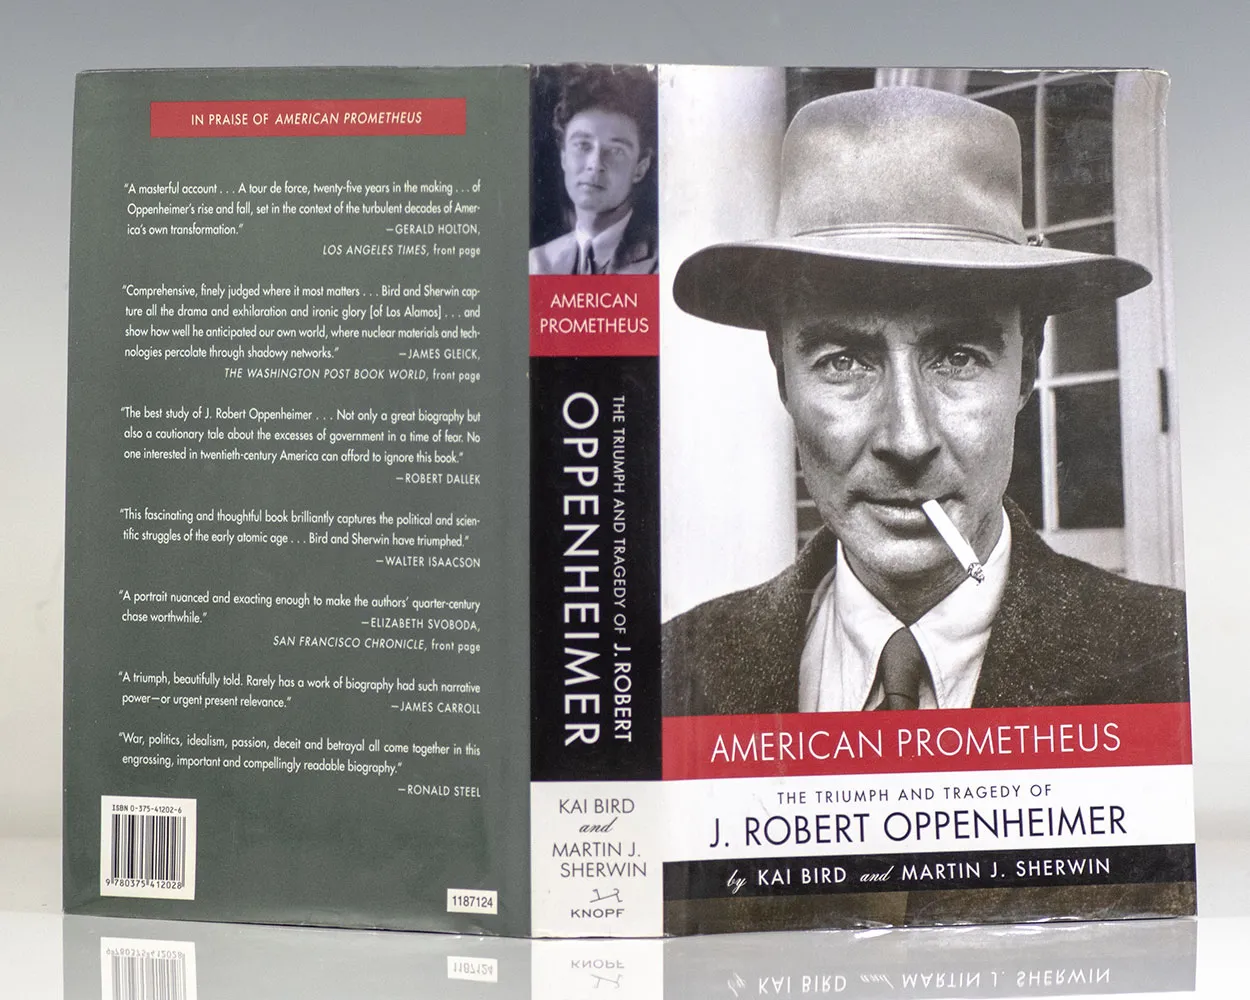 IN PRAISE OF AMERICAN PROMETHEUS
“A masterful account . . . A tour de force, twenty-five years in the making . . . of
Oppenheimer’s rise and fall, set in the context of the turbulent decades of Amer-
ica’s own transformation.” —GERALD HOLTON,
LOS ANGELES TIMES, front page
“Comprehensive, finely judged where it most matters . . . Bird and Sherwin cap-
ture all the drama and exhilaration and ironic glory [of Los Alamos] . . . and
show how well he anticipated our own world, where nuclear materials and tech-
nologies percolate through shadowy networks.” —JAMES GLEICK,
THE WASHINGTON POST BOOK WORLD, front page
“The best study of J. Robert Oppenheimer . . . Not only a great biography but
also a cautionary tale about the excesses of government in a time of fear. No
one interested in twentieth-century America can afford to ignore this book.”
—ROBERT DALLEK
“This fascinating and thoughtful book brilliantly captures the political and scien-
tific struggles of the early atomic age . . . Bird and Sherwin have triumphed.”
—WALTER ISAACSON
“A portrait nuanced and exacting enough to make the authors’ quarter-century
chase worthwhile.” —ELIZABETH SVOBODA,
SAN FRANCISCO CHRONICLE, front page
“A triumph, beautifully told. Rarely has a work of biography had such narrative
power—or urgent present relevance.” —JAMES CARROLL
“War, politics, idealism, passion, deceit and betrayal all come together in this
engrossing, important and compellingly readable biography.”
—RONALD STEEL
ISBN 0-375-41202-6
9 780375 412028
1187124
AMERICAN
PROMETHEUS
THE TRIUMPH AND TRAGEDY OF J. ROBERT
OPPENHEIMER
KAI BIRD
and
MARTIN J.
SHERWIN
KNOPF
AMERICAN PROMETHEUS
THE TRIUMPH AND TRAGEDY OF
J. ROBERT OPPENHEIMER
by KAI BIRD and MARTIN J. SHERWIN